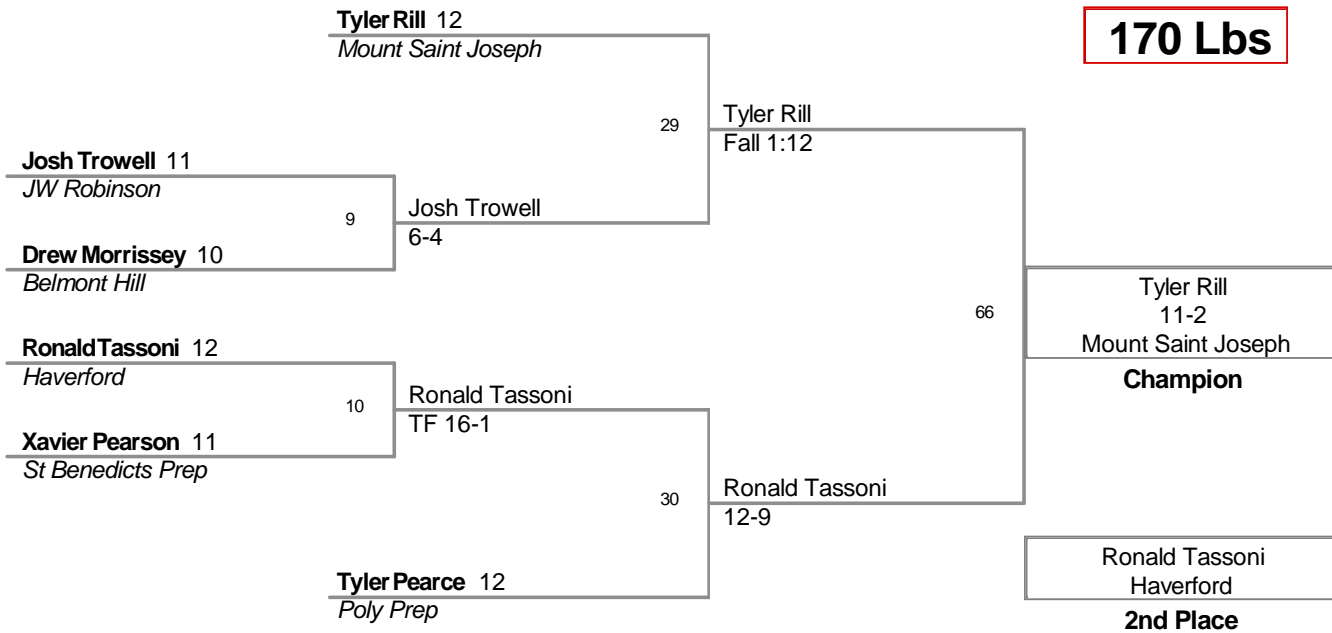 Tyler Rill 12
Mount Saint Joseph
170 Lbs
29
Tyler Rill
Fall 1:12
Josh Trowell 11
JW Robinson
9
Josh Trowell
6-4
Drew Morrissey 10
Belmont Hill
66
Tyler Rill
11-2
Mount Saint Joseph
Champion
Ronald Tassoni 12
Haverford
10
Ronald Tassoni
TF 16-1
Xavier Pearson 11
St Benedicts Prep
30
Ronald Tassoni
12-9
Tyler Pearce 12
Poly Prep
Ronald Tassoni
Haverford
2nd Place